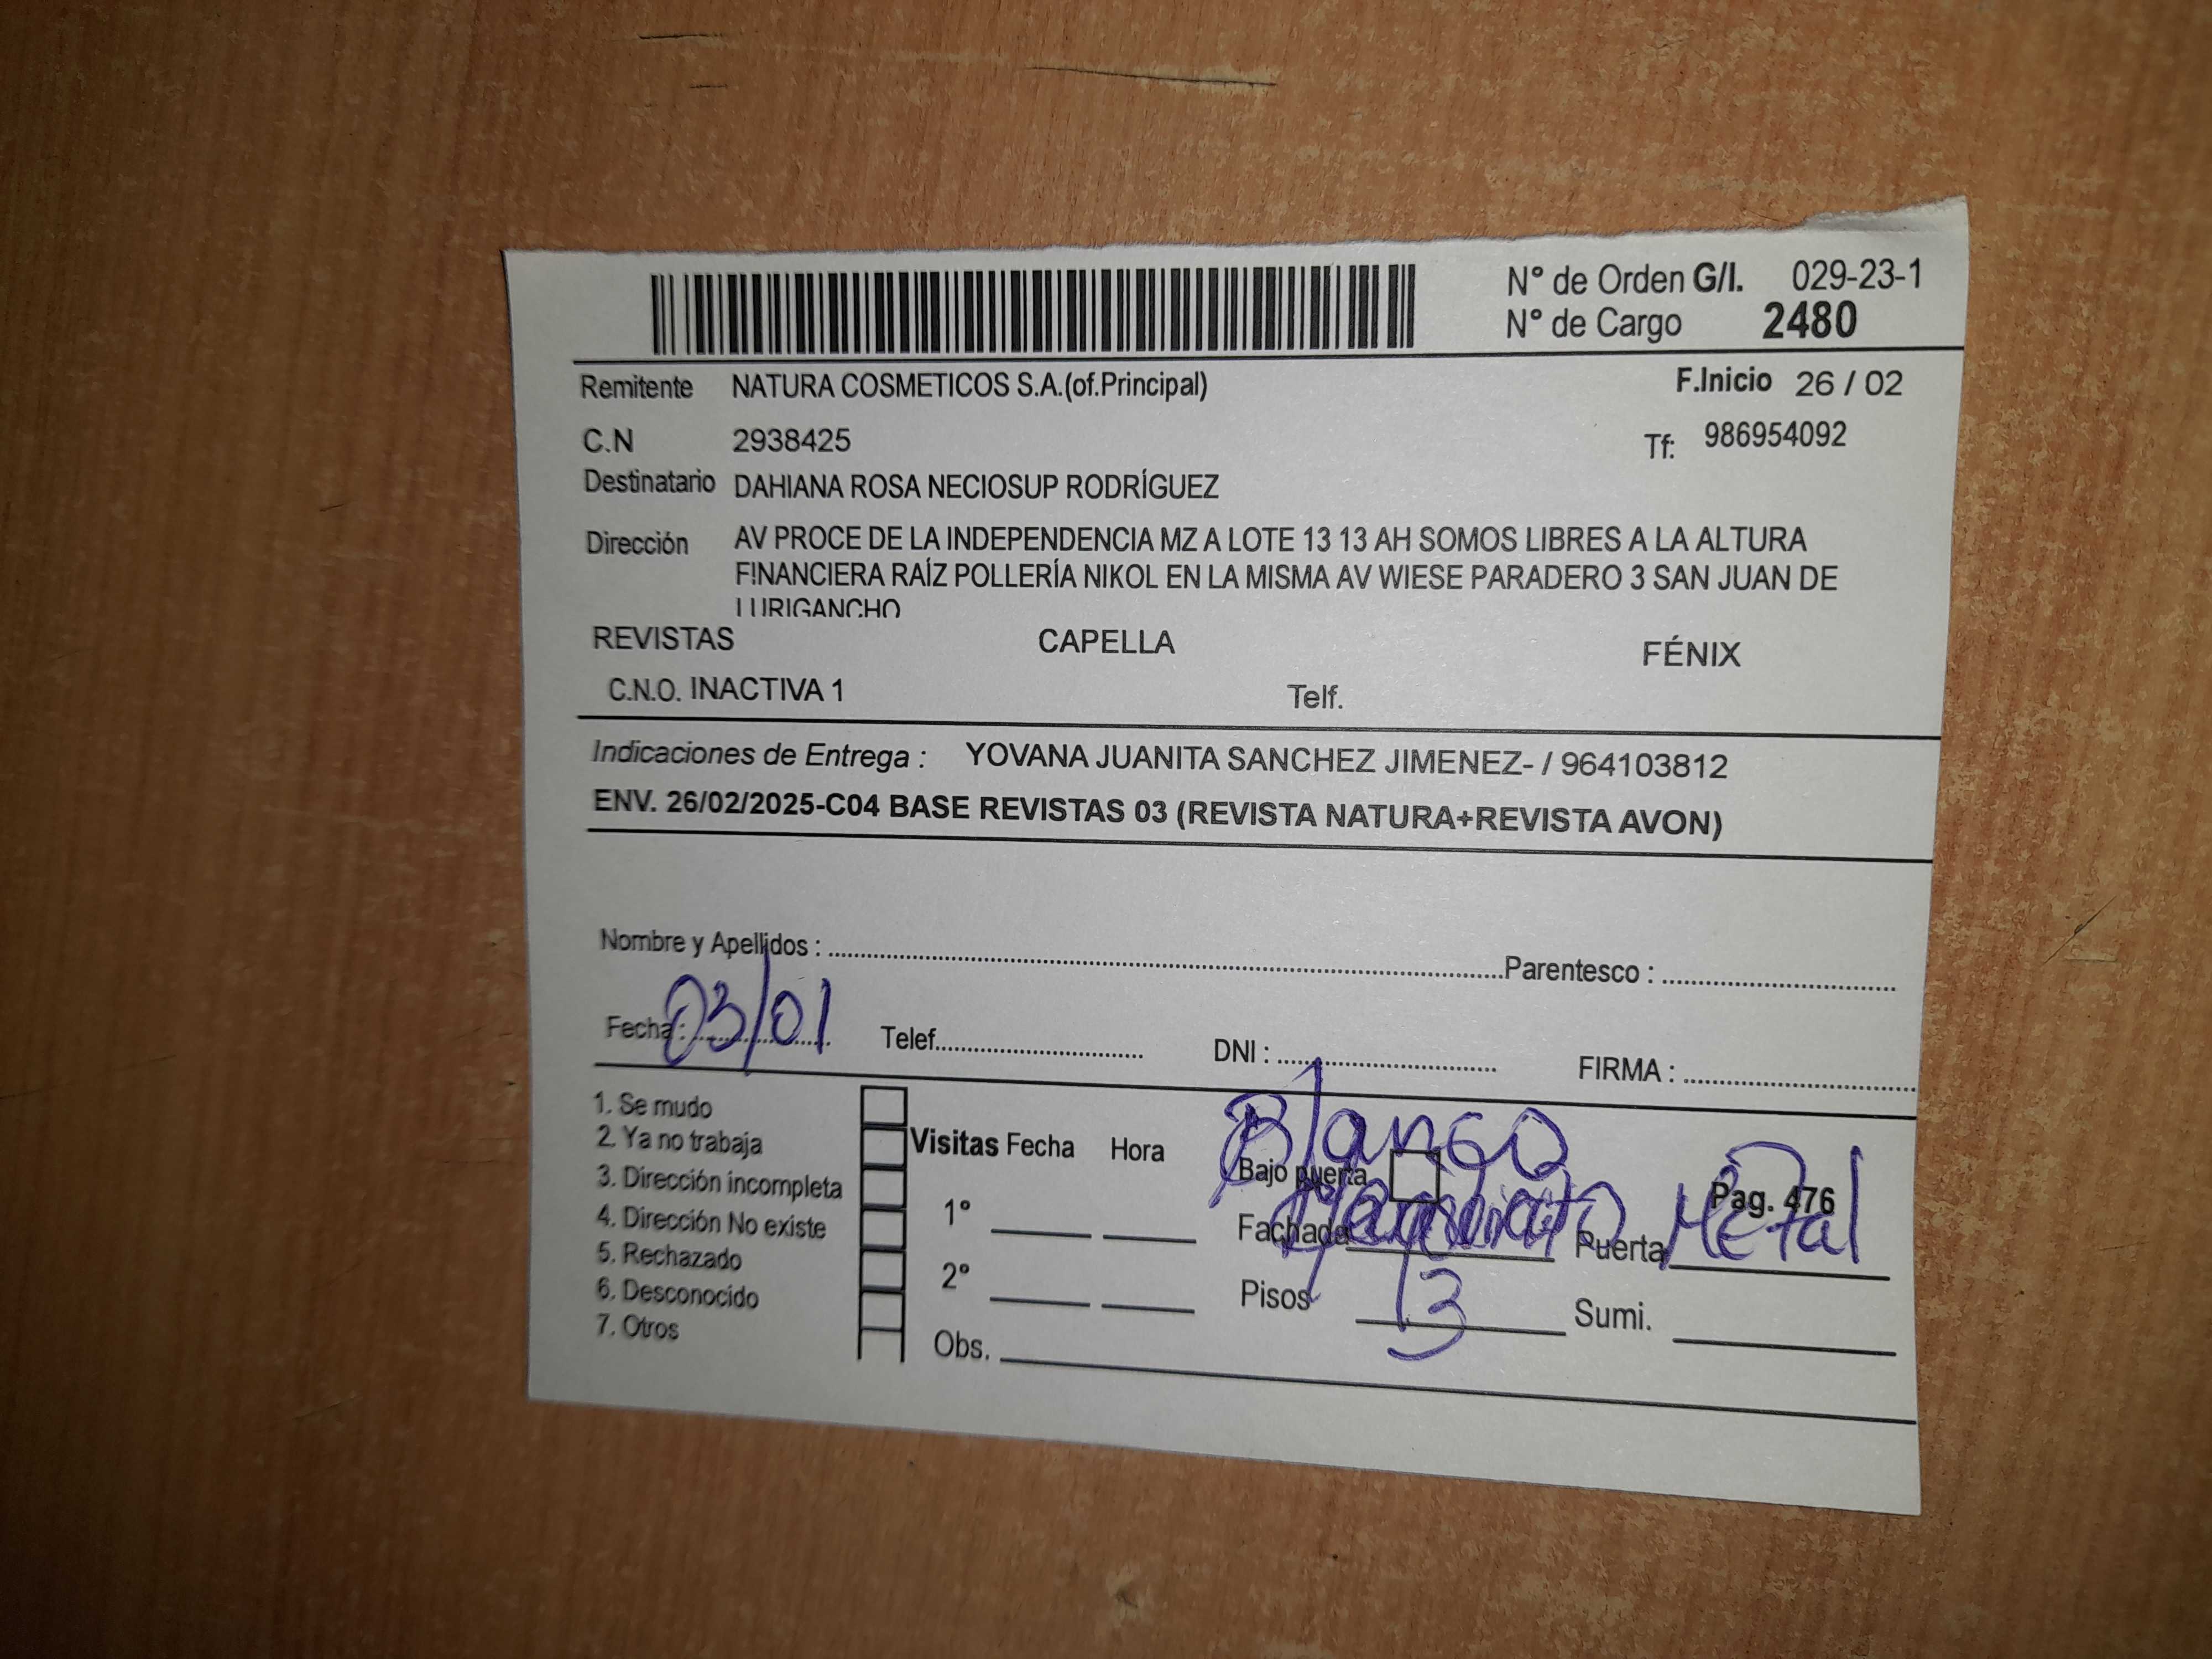 N° de Orden G/I. 029-23-1
N° de Cargo 2480
Remitente NATURA COSMETICOS S.A.(of.Principal) F.Inicio 26 / 02
C.N 2938425 Tf: 986954092
Destinatario DAHIANA ROSA NECIOSUP RODRÍGUEZ
Dirección AV PROCE DE LA INDEPENDENCIA MZ A LOTE 13 13 AH SOMOS LIBRES A LA ALTURA
FINANCIERA RAÍZ POLLERÍA NIKOL EN LA MISMA AV WIESE PARADERO 3 SAN JUAN DE
LURIGANCHO
REVISTAS CAPELLA FÉNIX
C.N.O. INACTIVA 1 Telf.
Indicaciones de Entrega : YOVANA JUANITA SANCHEZ JIMENEZ- / 964103812
ENV. 26/02/2025-C04 BASE REVISTAS 03 (REVISTA NATURA+REVISTA AVON)
Nombre y Apellidos : Parentesco :
Fecha : 03/01 Telef. DNI : FIRMA :
1. Se mudo
2. Ya no trabaja
3. Dirección incompleta
4. Dirección No existe
5. Rechazado
6. Desconocido
7. Otros
Visitas Fecha Hora
1°
2°
Obs.
Blanco
Bajo puerta Pag. 476
Fachada Puerta Metal
Pisos 3 Sumi.